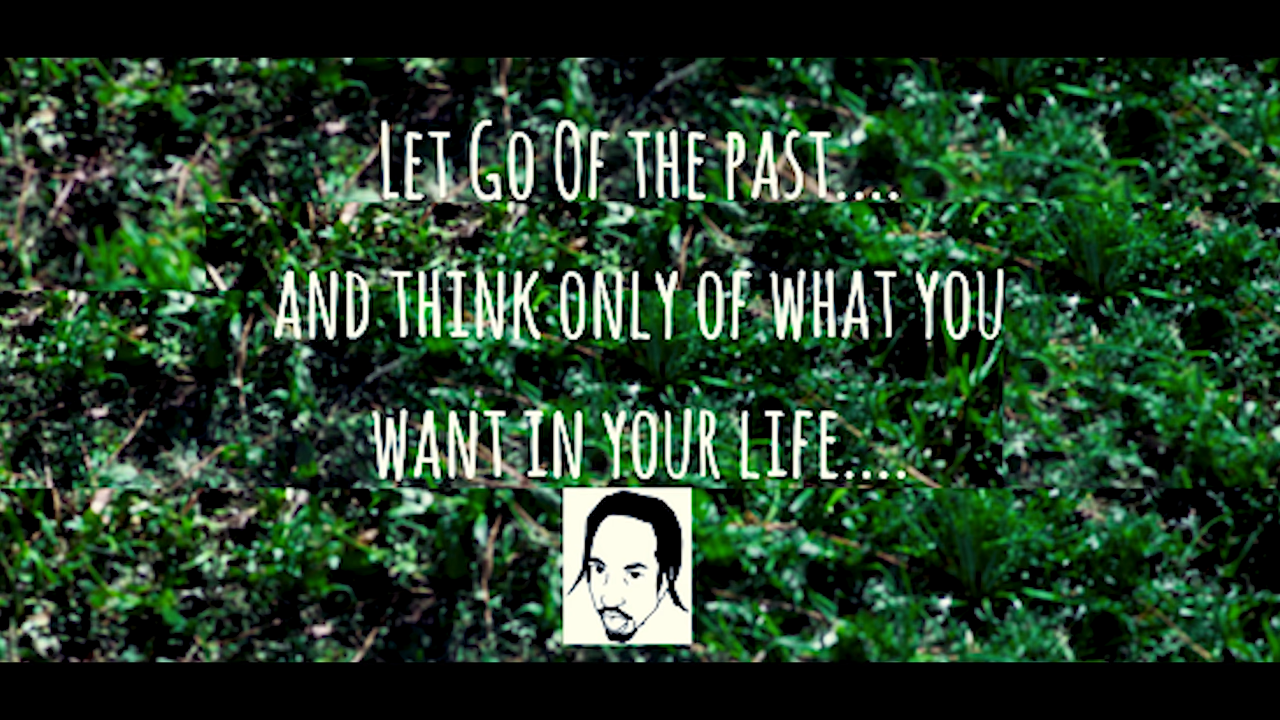 Let Go Of the past....
and think only of what you
want in your life....